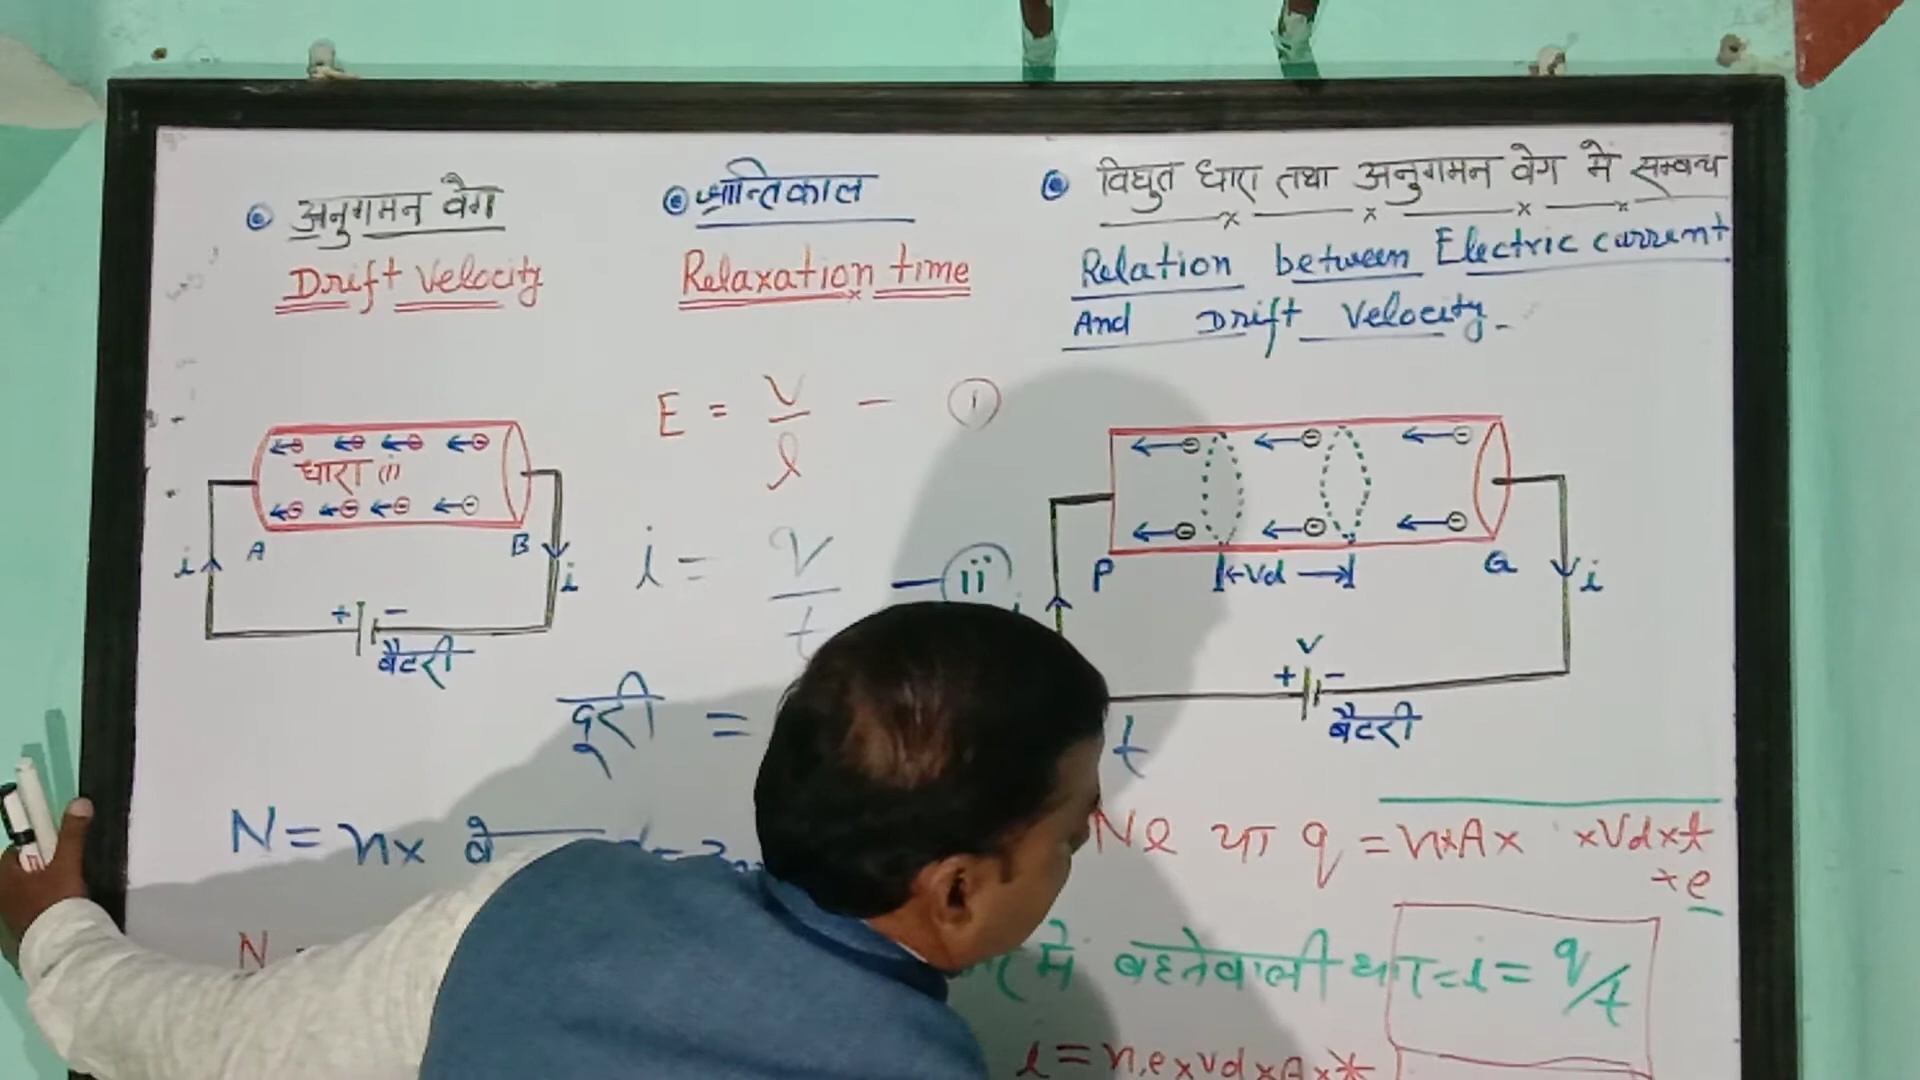 अनुगमन वेग
Drift Velocity
श्रान्तिकाल
Relaxation time
विद्युत धारा तथा अनुगमन वेग में सम्बन्ध
Relation between Electric current
And Drift Velocity
E = V/l - ①
i = q/t - ii
धारा (i)
A
B
i
i
+ -
बैटरी
P
Q
Vd
i
V
+ -
बैटरी
दूरी =
t
N = n×
Ne या q = n×A× ×Vd×t
×e
N
में बहने वाली धारा = i = q/t
i = n.e×Vd×A×t